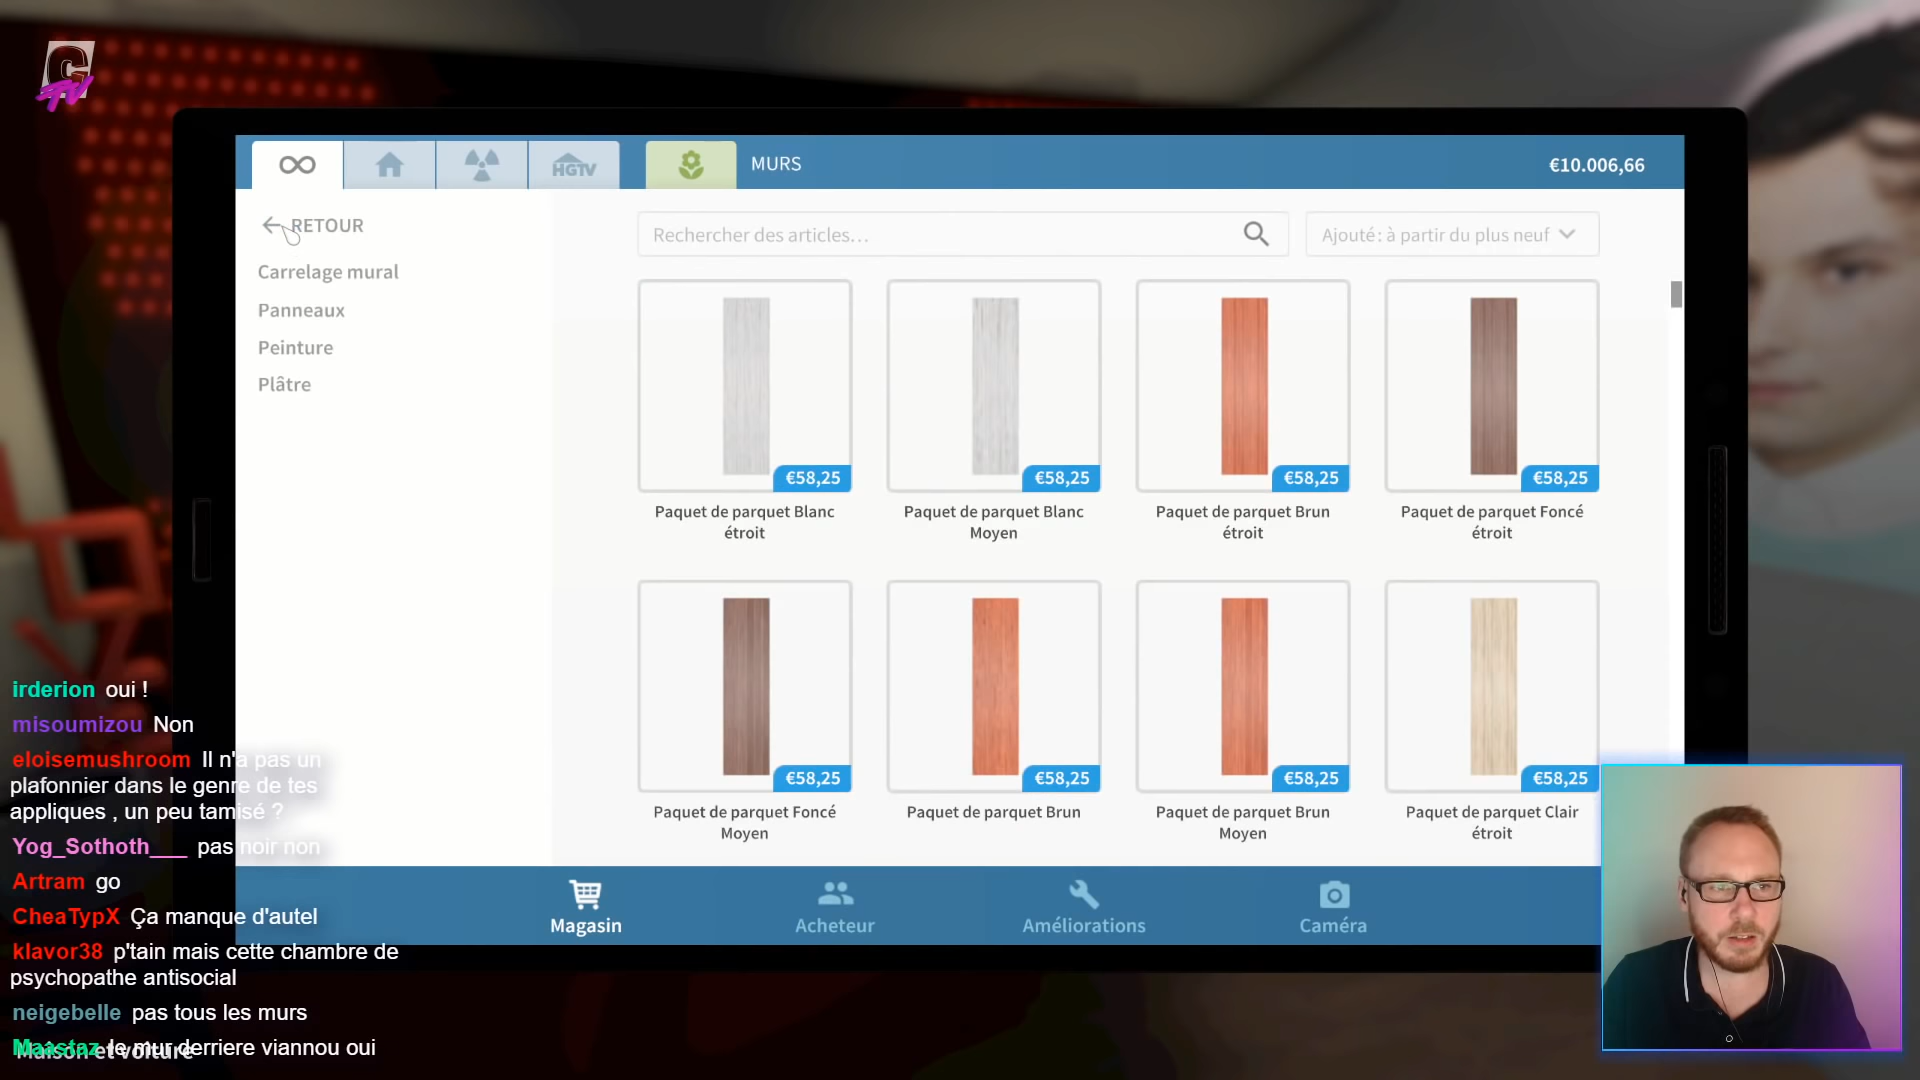 G
TV
HGTV
MURS
€10.006,66
RETOUR
Carrelage mural
Panneaux
Peinture
Plâtre
Rechercher des articles...
Ajouté : à partir du plus neuf
€58,25
€58,25
€58,25
€58,25
Paquet de parquet Blanc
étroit
Paquet de parquet Blanc
Moyen
Paquet de parquet Brun
étroit
Paquet de parquet Foncé
étroit
€58,25
€58,25
€58,25
€58,25
Paquet de parquet Foncé
Moyen
Paquet de parquet Brun
Paquet de parquet Brun
Moyen
Paquet de parquet Clair
étroit
Magasin
Acheteur
Améliorations
Caméra
irderion oui !
misoumizou Non
eloisemushroom Il n'a pas un
plafonnier dans le genre de tes
appliques , un peu tamisé ?
Yog_Sothoth___ pas noir non
Artram go
CheaTypX Ça manque d'autel
klavor38 p'tain mais cette chambre de
psychopathe antisocial
neigebelle pas tous les murs
Maastaz le mur derriere viannou oui
Maison et voiture